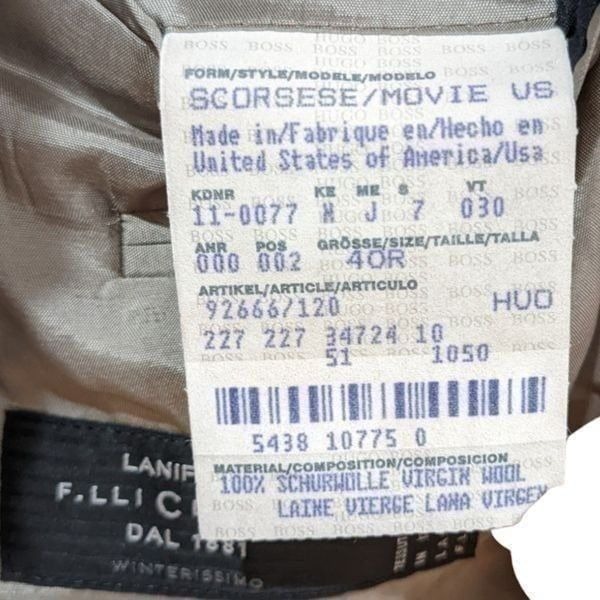 FORM/STYLE/MODELE/MODELO
SCORSESE/MOVIE US
Made in/Fabrique en/Hecho en
United States of America/Usa
KDNR KE ME S VT
11-0077 N J 7 030
ANR POS GRÖSSE/SIZE/TAILLE/TALLA
000 002 40R
ARTIKEL/ARTICLE/ARTICULO
92666/120 HUO
227 227 34724 10
51 1050
5438 10775 0
MATERIAL/COMPOSITION/COMPOSICION
100% SCHURWOLLE VIRGIN WOOL
LAINE VIERGE LANA VIRGEN
LANIF
F.LLI C
DAL 1881
WINTERISSIMO
HUGO BOSS